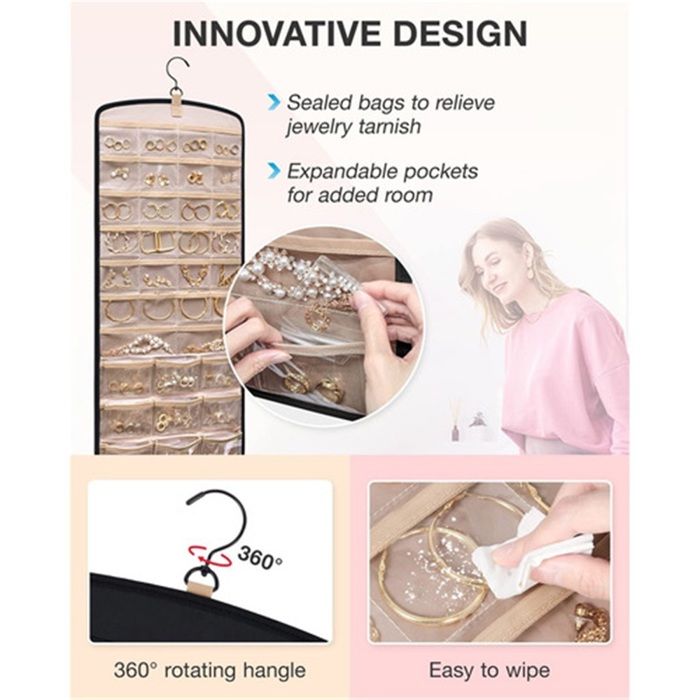 INNOVATIVE DESIGN
Sealed bags to relieve
jewelry tarnish
Expandable pockets
for added room
360°
360° rotating hangle
Easy to wipe